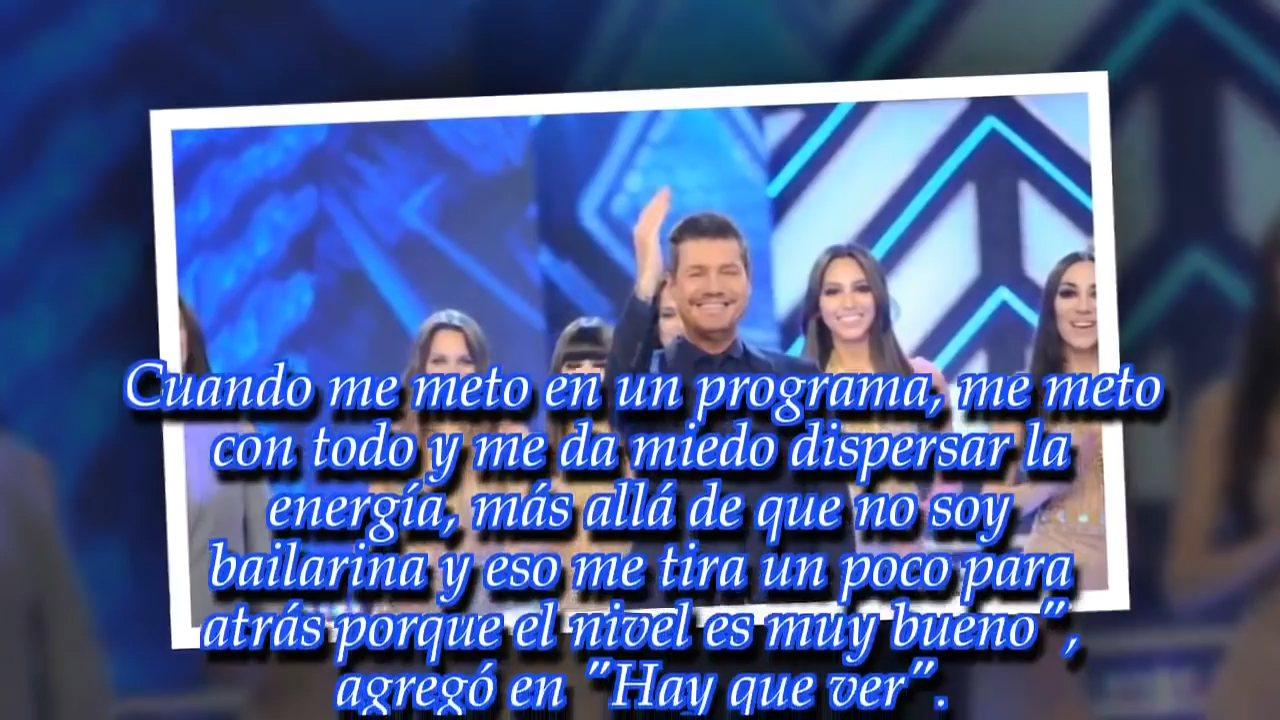 Cuando me meto en un programa, me meto
con todo y me da miedo dispersar la
energía, más allá de que no soy
bailarina y eso me tira un poco para
atrás porque el nivel es muy bueno",
agregó en "Hay que ver".